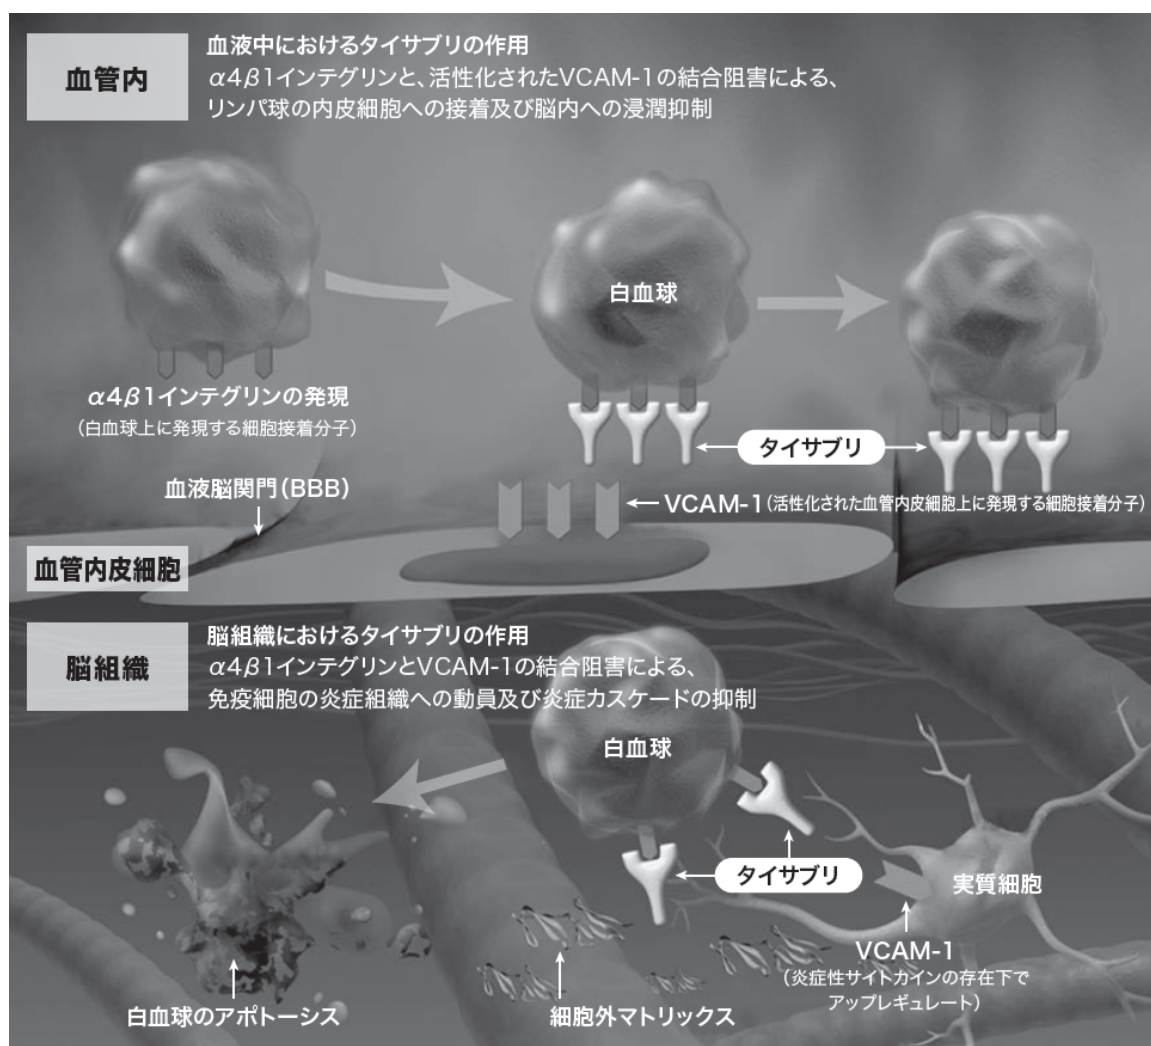 血管内
血液中におけるタイサブリの作用
α4β1インテグリンと、活性化されたVCAM-1の結合阻害による、
リンパ球の内皮細胞への接着及び脳内への浸潤抑制
白血球
α4β1インテグリンの発現
（白血球上に発現する細胞接着分子）
タイサブリ
血液脳関門（BBB）
VCAM-1（活性化された血管内皮細胞上に発現する細胞接着分子）
血管内皮細胞
脳組織
脳組織におけるタイサブリの作用
α4β1インテグリンとVCAM-1の結合阻害による、
免疫細胞の炎症組織への動員及び炎症カスケードの抑制
白血球
タイサブリ
実質細胞
VCAM-1
（炎症性サイトカインの存在下で
アップレギュレート）
白血球のアポトーシス
細胞外マトリックス